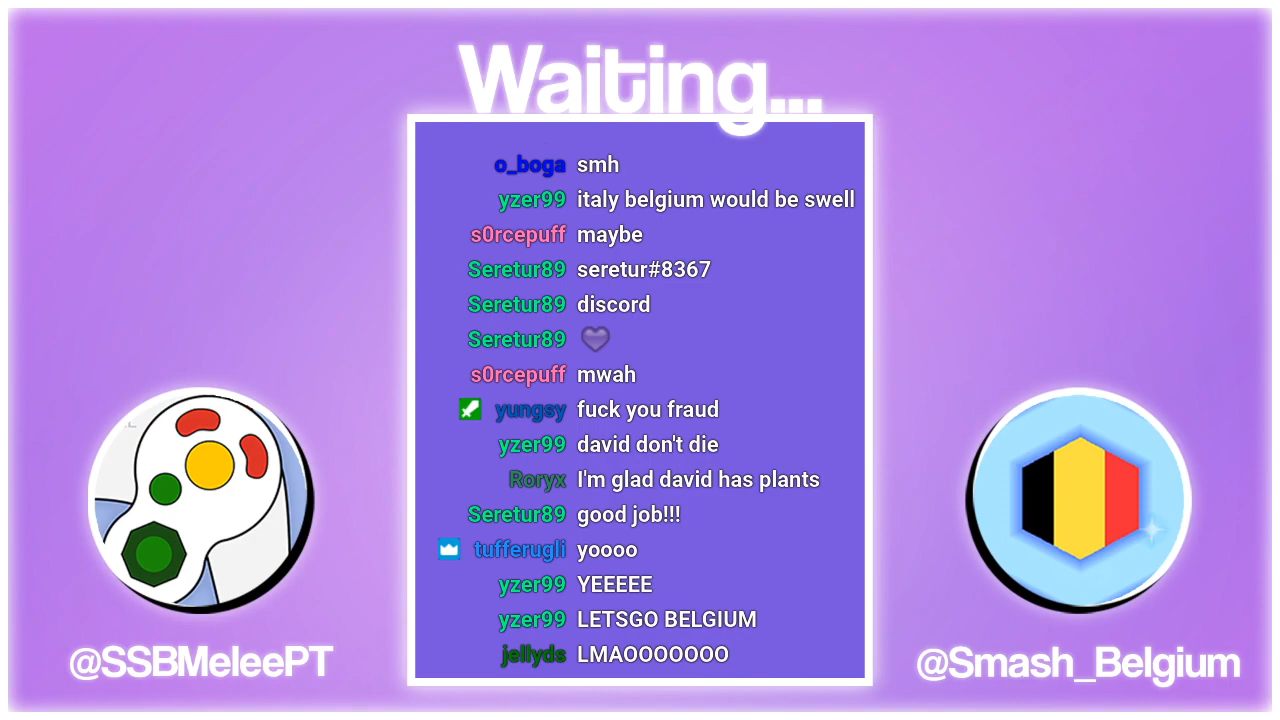 Waiting...
o_boga smh
yzer99 italy belgium would be swell
s0rcepuff maybe
Seretur89 seretur#8367
Seretur89 discord
Seretur89 💜
s0rcepuff mwah
yungsy fuck you fraud
yzer99 david don't die
Roryx I'm glad david has plants
Seretur89 good job!!!
tufferugli yoooo
yzer99 YEEEEE
yzer99 LETSGO BELGIUM
jellyds LMAOOOOOOO
@SSBMeleePT
@Smash_Belgium